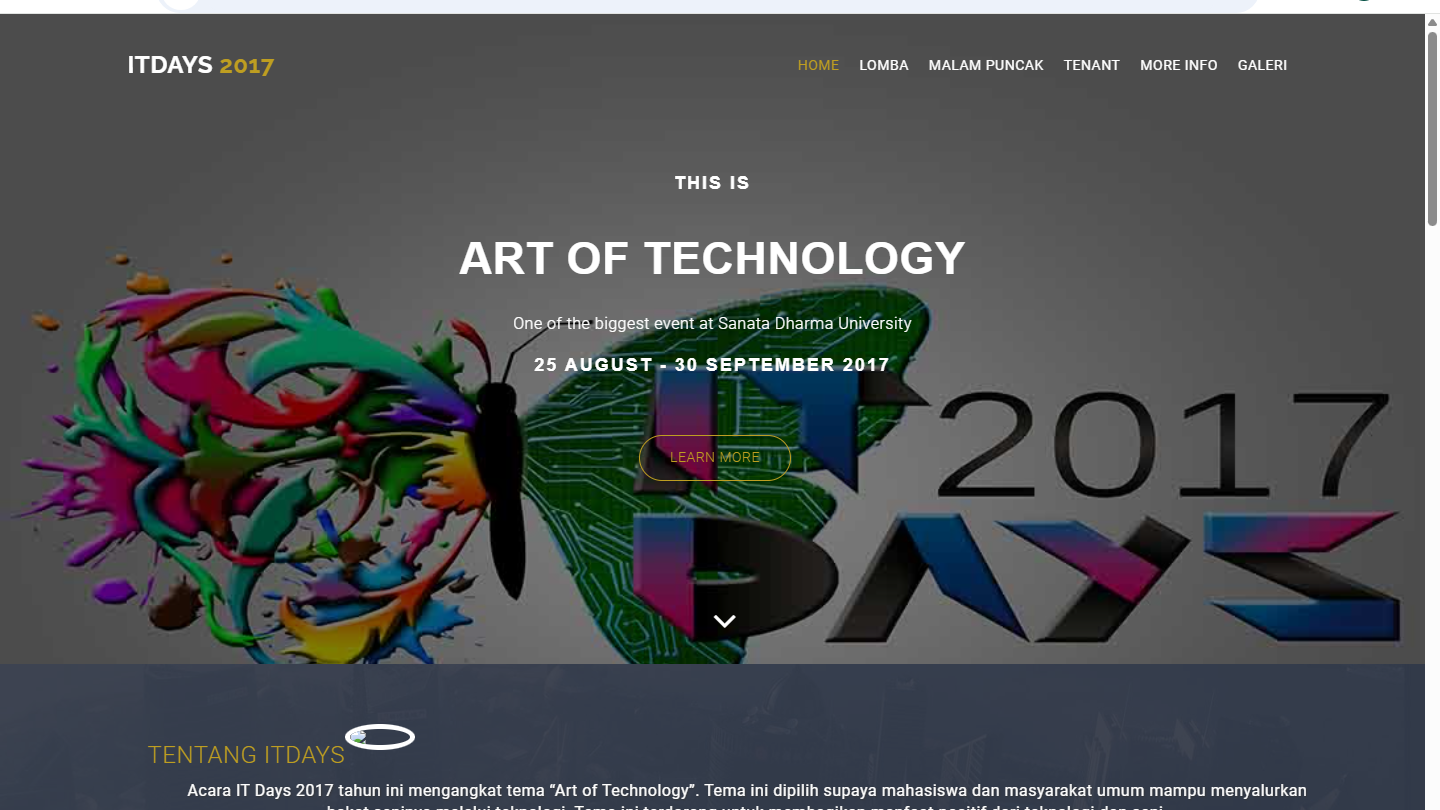 ITDAYS 2017
HOME LOMBA MALAM PUNCAK TENANT MORE INFO GALERI
THIS IS
ART OF TECHNOLOGY
One of the biggest event at Sanata Dharma University
25 AUGUST - 30 SEPTEMBER 2017
IT 2017
LEARN MORE
DAYS
TENTANG ITDAYS
Acara IT Days 2017 tahun ini mengangkat tema “Art of Technology”. Tema ini dipilih supaya mahasiswa dan masyarakat umum mampu menyalurkan